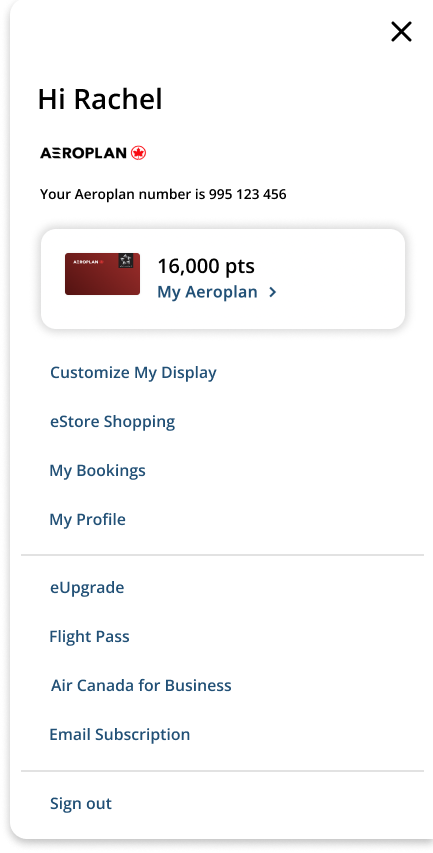 Hi Rachel
AEROPLAN
Your Aeroplan number is 995 123 456
AEROPLAN
16,000 pts
My Aeroplan
Customize My Display
eStore Shopping
My Bookings
My Profile
eUpgrade
Flight Pass
Air Canada for Business
Email Subscription
Sign out